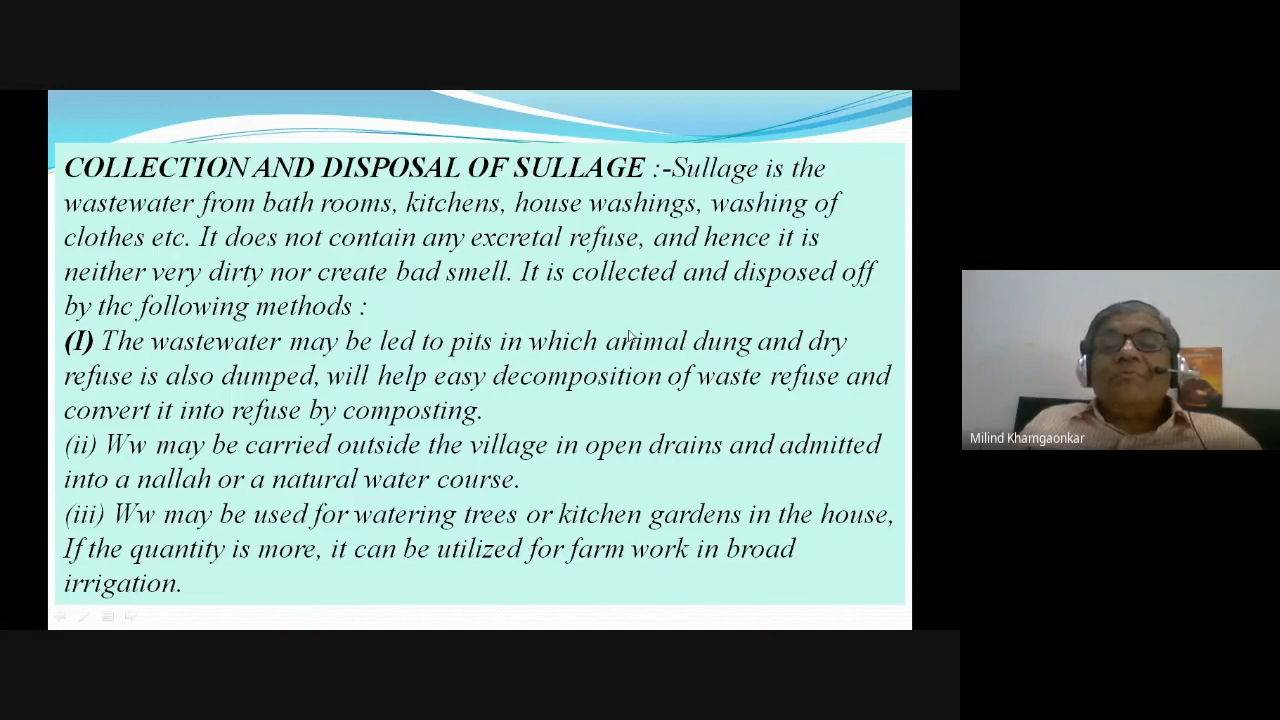 COLLECTION AND DISPOSAL OF SULLAGE :-Sullage is the
wastewater from bath rooms, kitchens, house washings, washing of
clothes etc. It does not contain any excretal refuse, and hence it is
neither very dirty nor create bad smell. It is collected and disposed off
by thc following methods :
(I) The wastewater may be led to pits in which animal dung and dry
refuse is also dumped, will help easy decomposition of waste refuse and
convert it into refuse by composting.
(ii) Ww may be carried outside the village in open drains and admitted
into a nallah or a natural water course.
(iii) Ww may be used for watering trees or kitchen gardens in the house,
If the quantity is more, it can be utilized for farm work in broad
irrigation.
Milind Khamgaonkar